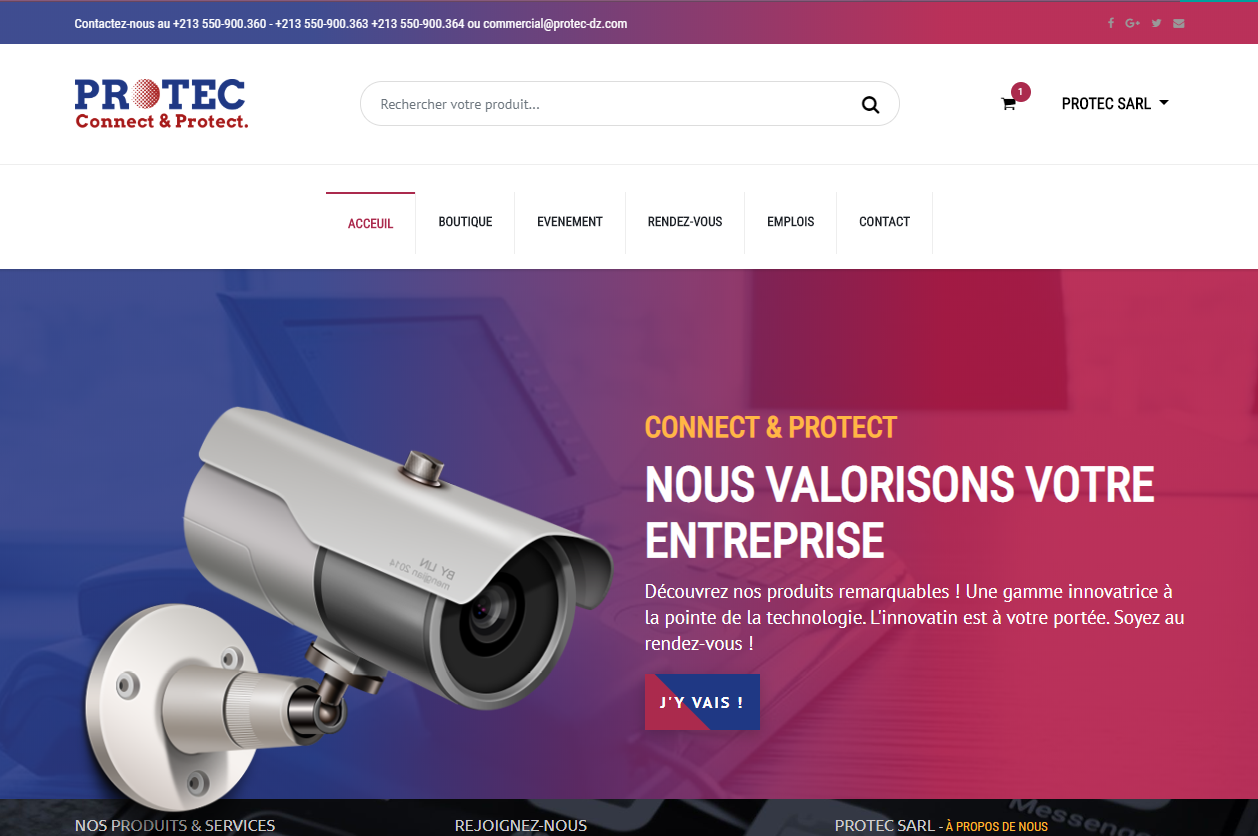 Contactez-nous au +213 550-900.360 - +213 550-900.363 +213 550-900.364 ou commercial@protec-dz.com
PROTEC
Connect & Protect.
Rechercher votre produit...
1
PROTEC SARL
ACCEUIL
BOUTIQUE
EVENEMENT
RENDEZ-VOUS
EMPLOIS
CONTACT
CONNECT & PROTECT
NOUS VALORISONS VOTRE
ENTREPRISE
Découvrez nos produits remarquables ! Une gamme innovatrice à
la pointe de la technologie. L'innovatin est à votre portée. Soyez au
rendez-vous !
J'Y VAIS !
BY LIN
mengjian 2014
NOS PRODUITS & SERVICES
REJOIGNEZ-NOUS
PROTEC SARL - À PROPOS DE NOUS
Messenge